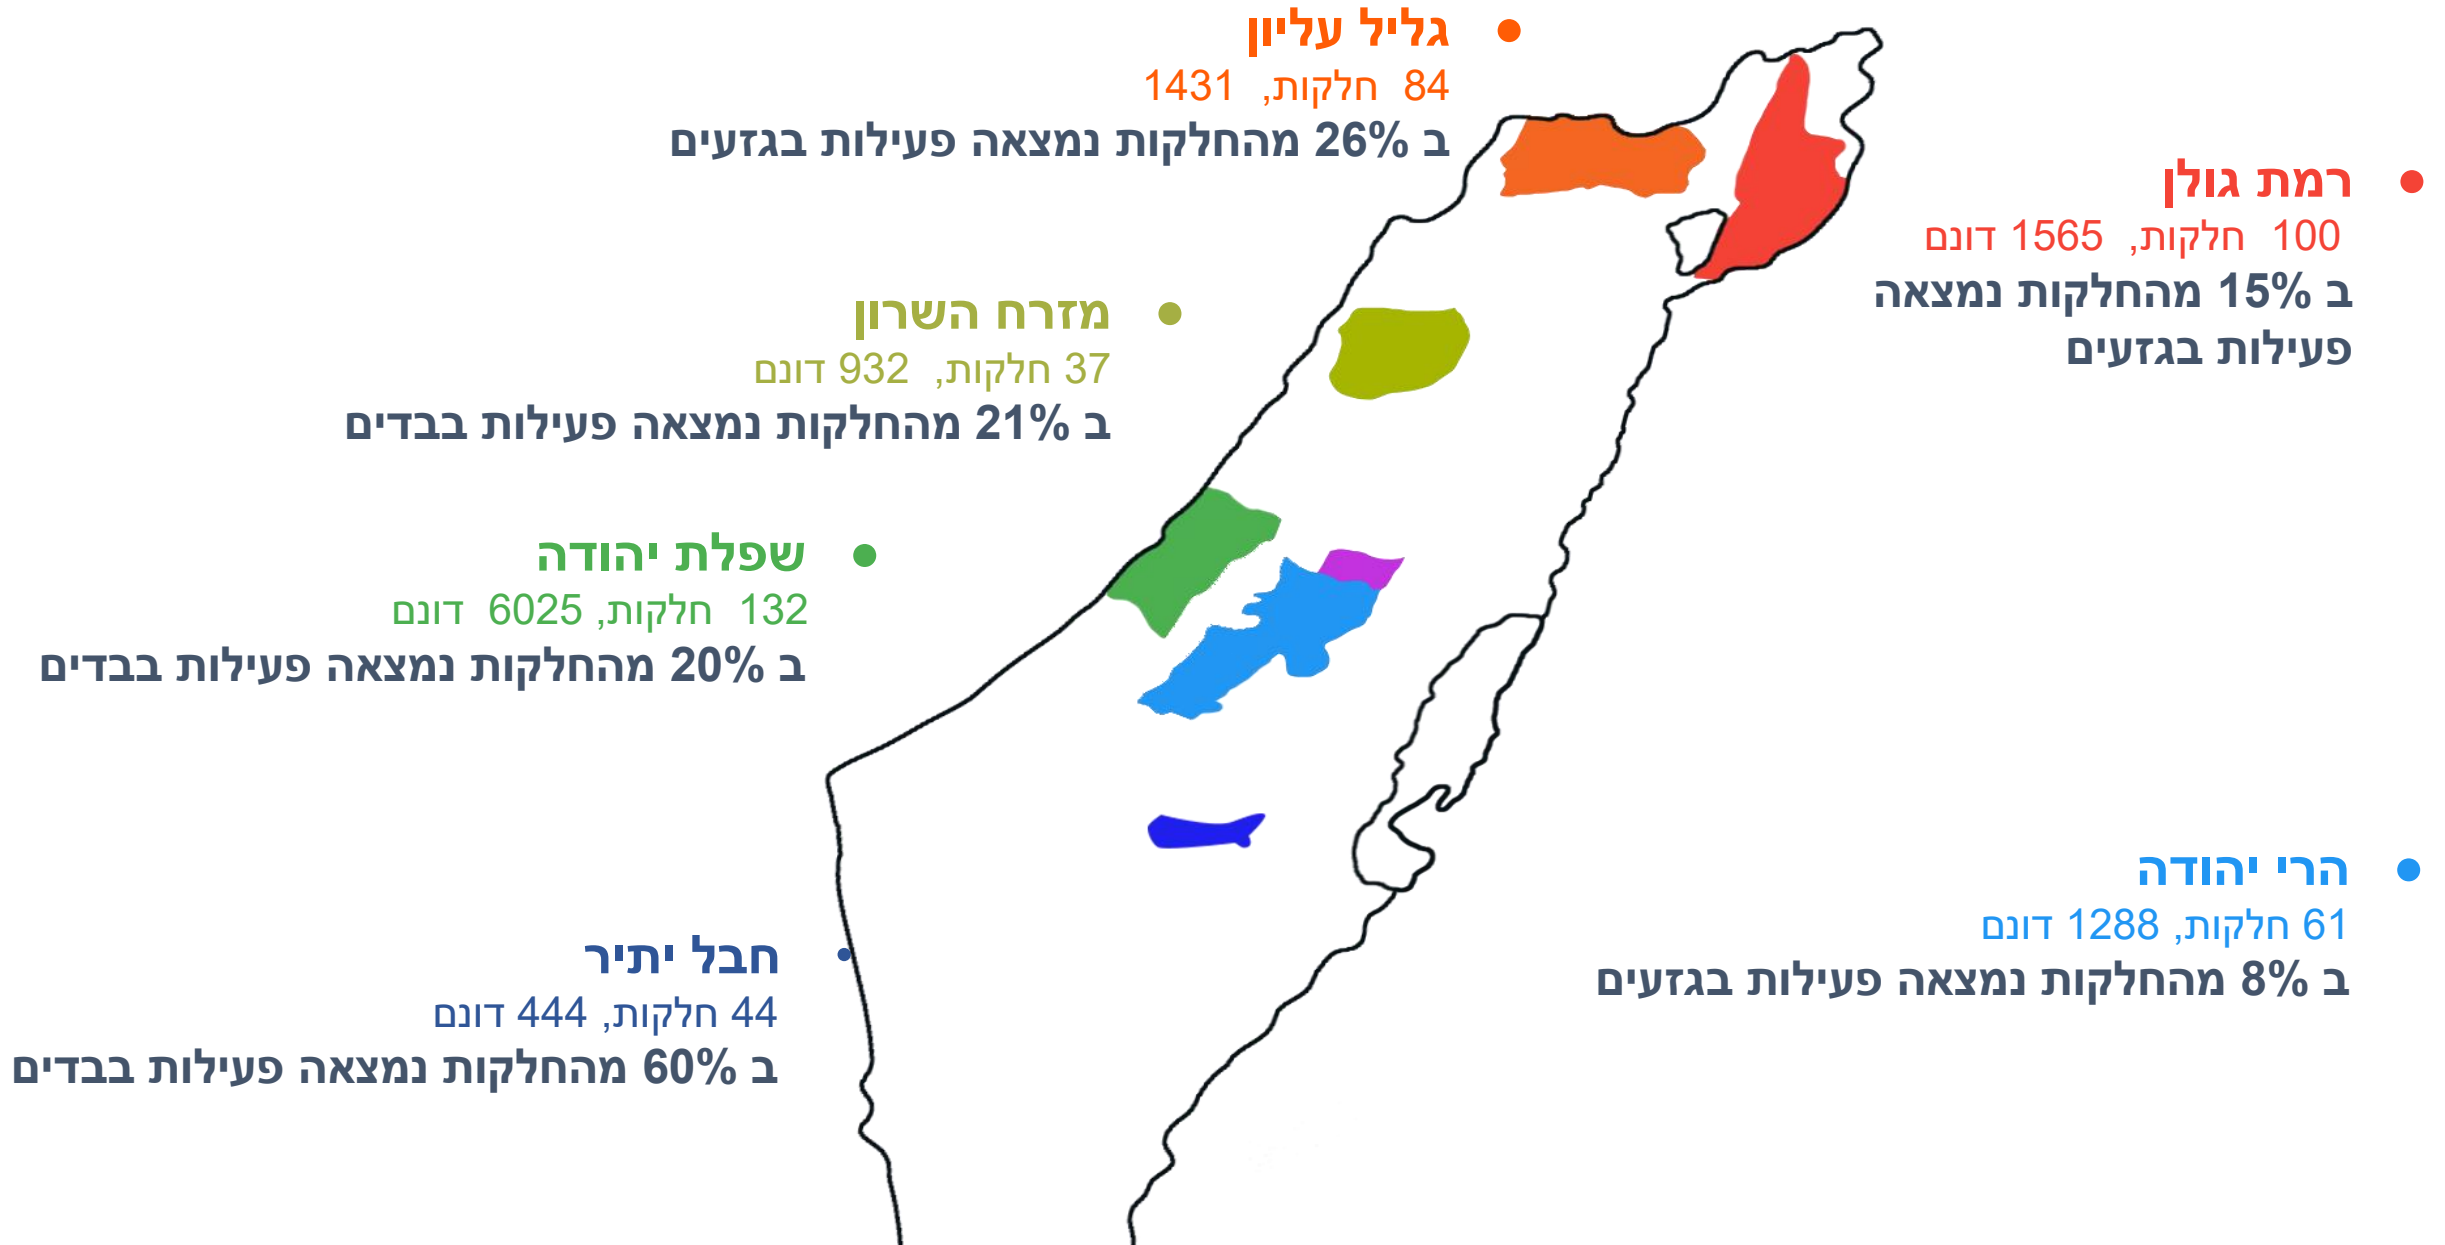 גליל עליון
84 חלקות, 1431
ב 26% מהחלקות נמצאה פעילות בגזעים
רמת גולן
100 חלקות, 1565 דונם
ב 15% מהחלקות נמצאה
פעילות בגזעים
מזרח השרון
37 חלקות, 932 דונם
ב 21% מהחלקות נמצאה פעילות בבדים
שפלת יהודה
132 חלקות, 6025 דונם
ב 20% מהחלקות נמצאה פעילות בבדים
הרי יהודה
61 חלקות, 1288 דונם
ב 8% מהחלקות נמצאה פעילות בגזעים
חבל יתיר
44 חלקות, 444 דונם
ב 60% מהחלקות נמצאה פעילות בבדים